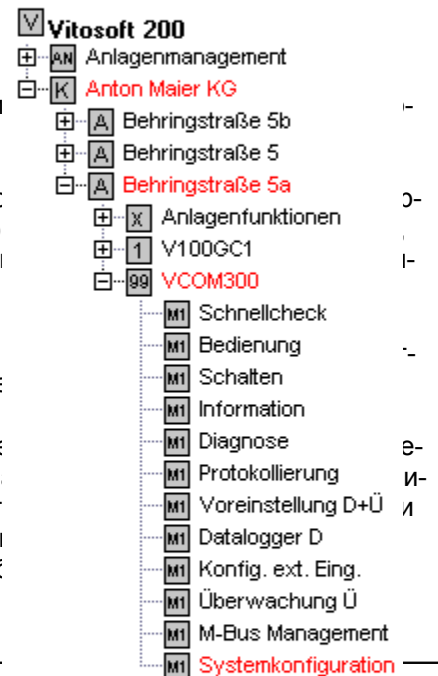 V Vitosoft 200
AN Anlagenmanagement
K Anton Maier KG
A Behringstraße 5b
A Behringstraße 5
A Behringstraße 5a
X Anlagenfunktionen
1 V100GC1
99 VCOM300
M1 Schnellcheck
M1 Bedienung
M1 Schalten
M1 Information
M1 Diagnose
M1 Protokollierung
M1 Voreinstellung D+Ü
M1 Datalogger D
M1 Konfig. ext. Eing.
M1 Überwachung Ü
M1 M-Bus Management
M1 Systemkonfiguration